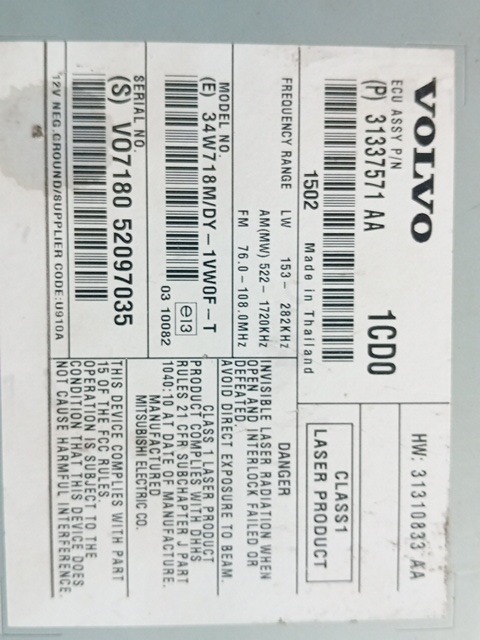 VOLVO
ECU ASSY P/N
(P) 31337571 AA
1CD0
HW: 31310833 AA
1502 Made in Thailand
FREQUENCY RANGE LW 153- 282KHz
AM(MW) 522- 1720KHz
FM 76.0-108.0MHz
MODEL NO.
(E) 34W718M/DY-1VW0F-T
e13
03 10082
SERIAL NO.
(S) VO7180 52097035
12V NEG.GROUND/SUPPLIER CODE:U910A
CLASS1
LASER PRODUCT
DANGER
INVISIBLE LASER RADIATION WHEN
OPEN AND INTERLOCK FAILED OR
DEFEATED.
AVOID DIRECT EXPOSURE TO BEAM.
CLASS 1 LASER PRODUCT
PRODUCT COMPLIES WITH DHHS
RULES 21 CFR SUBCHAPTER J PART
1040:10 AT DATE OF MANUFACTURE.
MANUFACTURED
MITSUBISHI ELECTRIC CO.
THIS DEVICE COMPLIES WITH PART
15 OF THE FCC RULES.
OPERATION IS SUBJECT TO THE
CONDITION THAT THIS DEVICE DOES
NOT CAUSE HARMFUL INTERFERENCE.